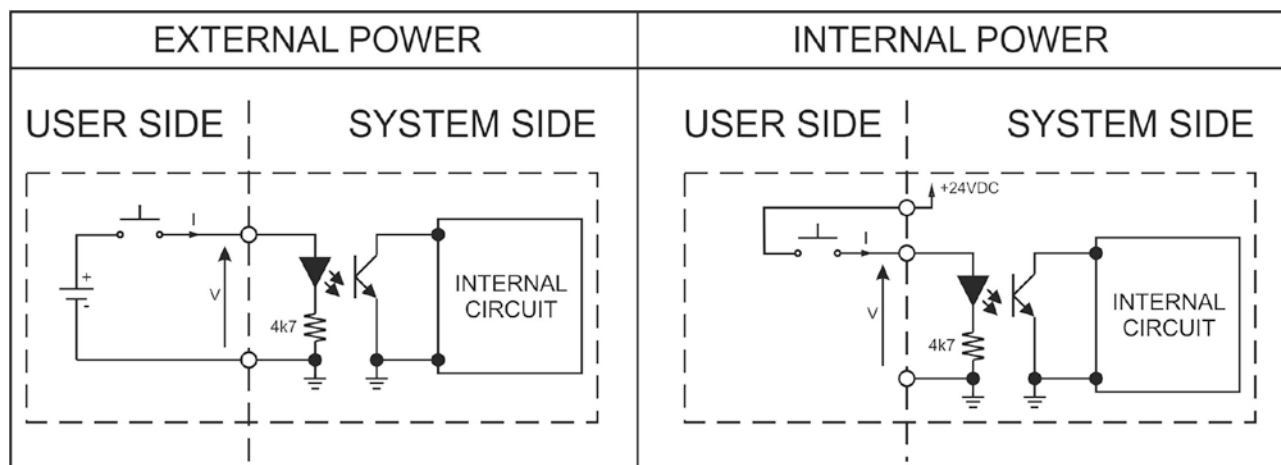 EXTERNAL POWER
INTERNAL POWER
USER SIDE
SYSTEM SIDE
I
+
-
V
4k7
INTERNAL
CIRCUIT
USER SIDE
SYSTEM SIDE
+24VDC
I
V
4k7
INTERNAL
CIRCUIT